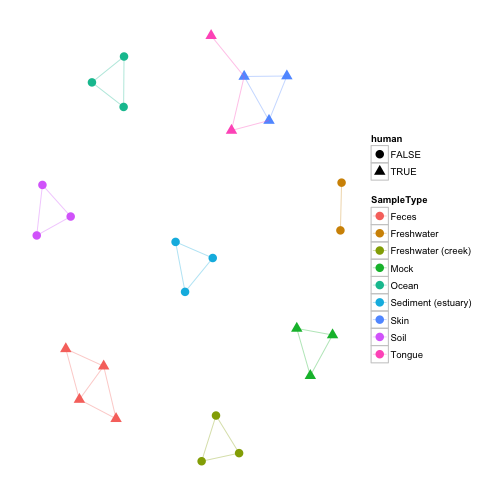 human
FALSE
TRUE
SampleType
Feces
Freshwater
Freshwater (creek)
Mock
Ocean
Sediment (estuary)
Skin
Soil
Tongue